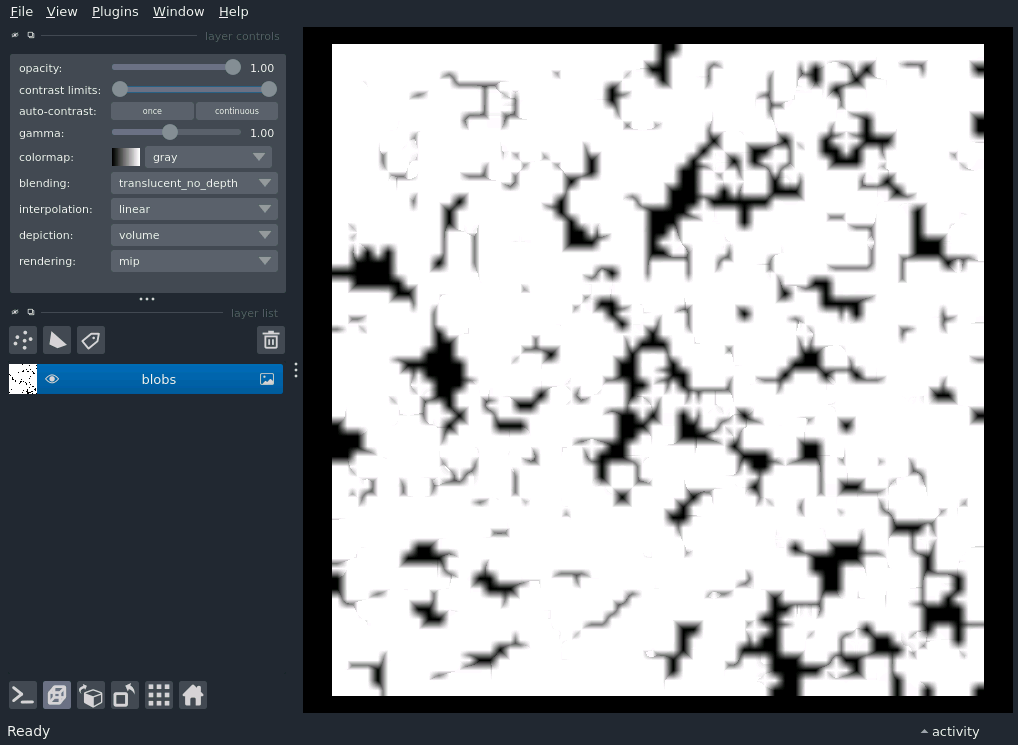 File View Plugins Window Help
layer controls
opacity: 1.00
contrast limits:
auto-contrast: once continuous
gamma: 1.00
colormap: gray
blending: translucent_no_depth
interpolation: linear
depiction: volume
rendering: mip
layer list
blobs
Ready activity